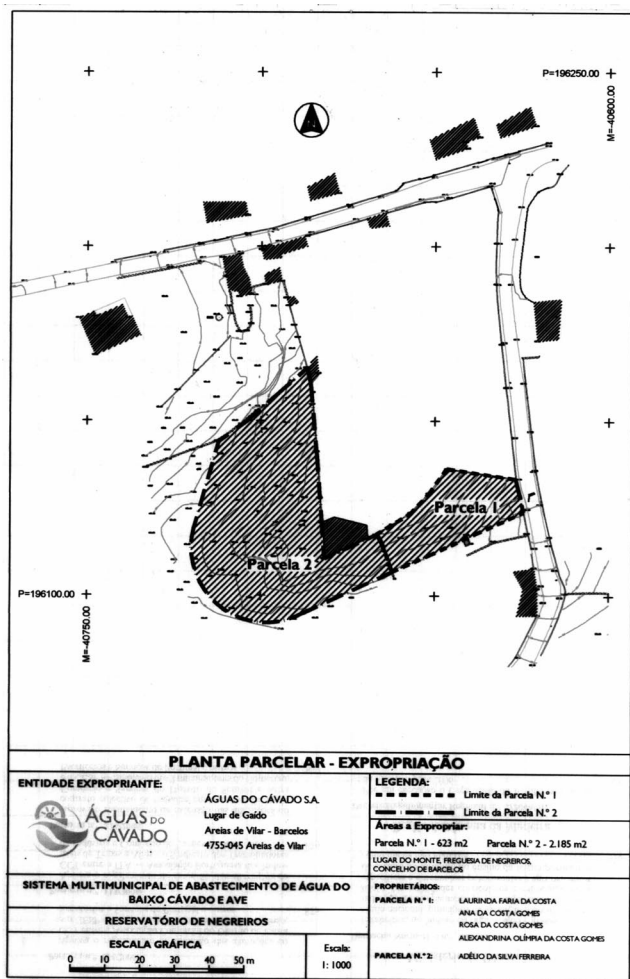 P=196250.00
M=-40600.00
Parcela 1
Parcela 2
P=196100.00
M=-40750.00
PLANTA PARCELAR - EXPROPRIAÇÃO
ENTIDADE EXPROPRIANTE:
ÁGUAS DO
CÁVADO
ÁGUAS DO CÁVADO S.A.
Lugar de Gaído
Areias de Vilar - Barcelos
4755-045 Areias de Vilar
SISTEMA MULTIMUNICIPAL DE ABASTECIMENTO DE ÁGUA DO
BAIXO CÁVADO E AVE
RESERVATÓRIO DE NEGREIROS
ESCALA GRÁFICA
10 20 30 40 50 m
Escala:
1: 1000
LEGENDA:
Limite da Parcela N.º 1
Limite da Parcela N.º 2
Áreas a Expropriar:
Parcela N.º 1 - 623 m2 Parcela N.º 2 - 2.185 m2
LUGAR DO MONTE, FREGUESIA DE NEGREIROS,
CONCELHO DE BARCELOS
PROPRIETÁRIOS:
PARCELA N.º 1: LAURINDA FARIA DA COSTA
ANA DA COSTA GOMES
ROSA DA COSTA GOMES
ALEXANDRINA OLÍMPIA DA COSTA GOMES
PARCELA N.º 2: ADÉLIO DA SILVA FERREIRA